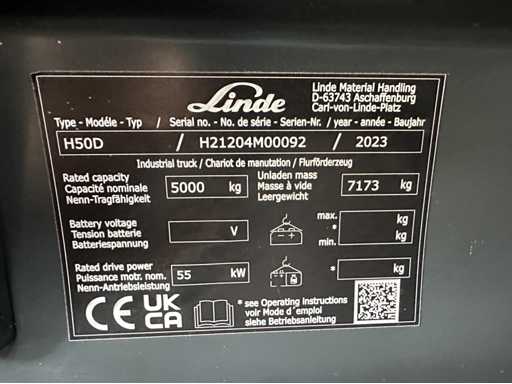 Linde
Linde Material Handling
D-63743 Aschaffenburg
Carl-von-Linde-Platz
Type - Modéle - Typ / Serial no. - No. de série - Serien-Nr. / year - année - Baujahr
H50D / H21204M00092 / 2023
Industrial truck / Chariot de manutation / Flurförderzeug
Rated capacity
Capacité nominale
Nenn-Tragfähigkeit
5000 kg
Unladen mass
Masse à vide
Leergewicht
7173 kg
Battery voltage
Tension batterie
Batteriespannung
V
max. kg
*
min. kg
Rated drive power
Puissance motr. nom.
Nenn-Antriebsleistung
55 kW
* kg
CE UK
CA
* see Operating instructions
voir Mode d´emploi
siehe Betriebsanleitung